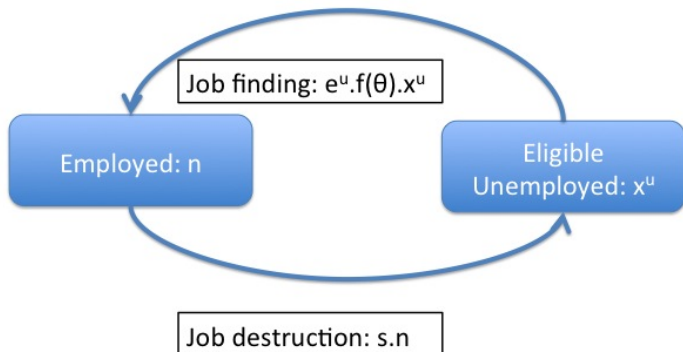 Job finding: eᵘ.f(θ).xᵘ
Employed: n
Eligible
Unemployed: xᵘ
Job destruction: s.n